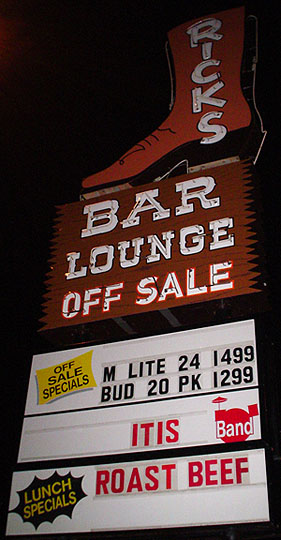 RICKS
BAR
LOUNGE
OFF SALE
OFF
SALE
SPECIALS
M LITE 24 1499
BUD 20 PK 1299
ITIS
Band
LUNCH
SPECIALS
ROAST BEEF